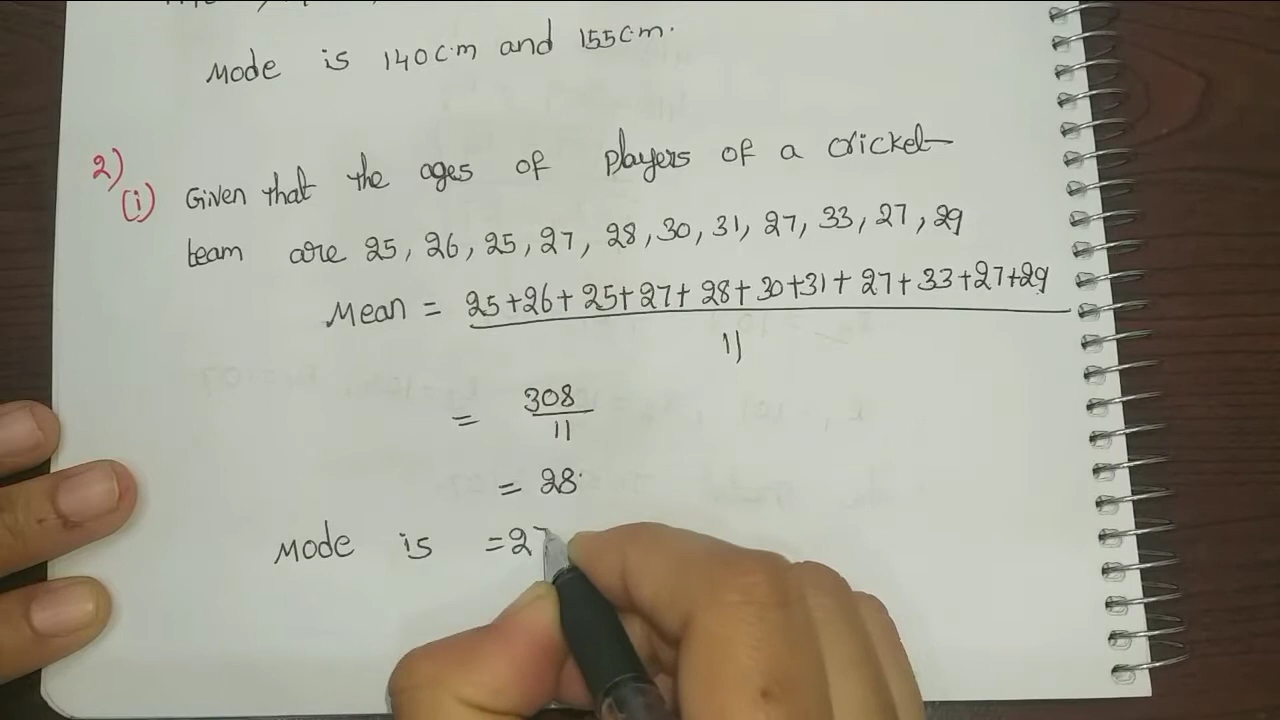 Mode is 140c.m and 155c.m.
2)
(i) Given that the ages of players of a cricket
team are 25, 26, 25, 27, 28, 30, 31, 27, 33, 27, 29
Mean = 25+26+25+27+28+30+31+27+33+27+29
11
= 308
11
= 28.
Mode is = 27